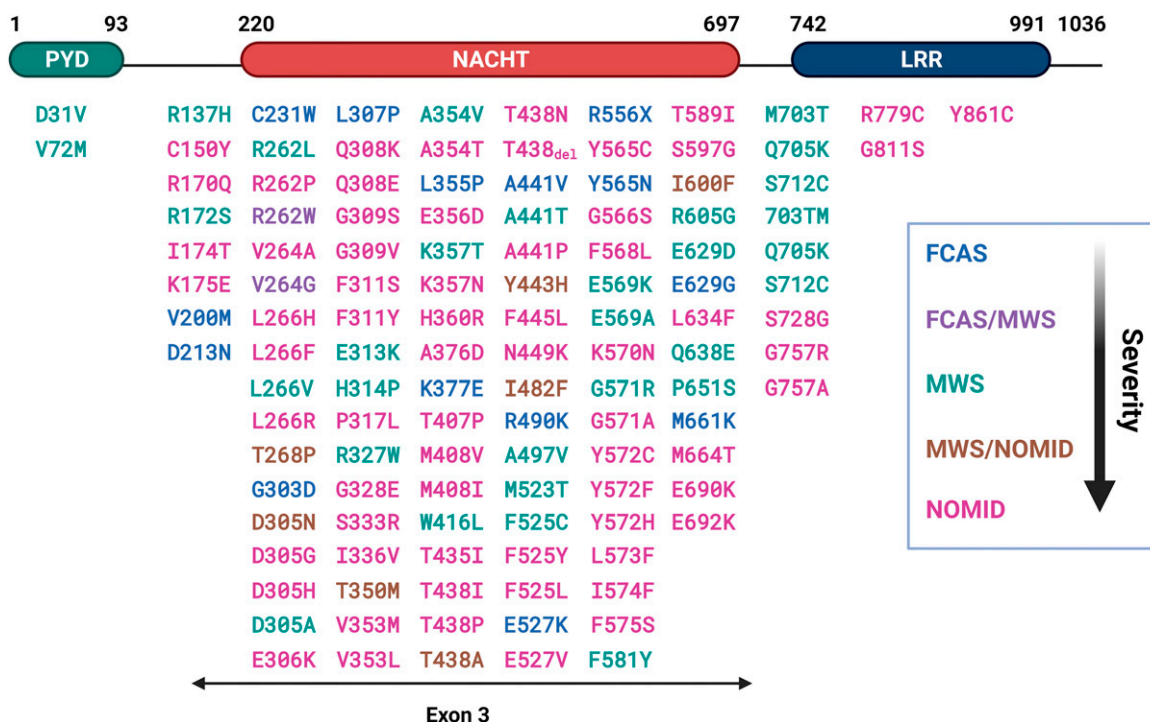 1 93 220 697 742 991 1036
PYD NACHT LRR
D31V R137H C231W L307P A354V T438N R556X T589I M703T R779C Y861C
V72M C150Y R262L Q308K A354T T438del Y565C S597G Q705K G811S
R170Q R262P Q308E L355P A441V Y565N I600F S712C
R172S R262W G309S E356D A441T G566S R605G 703TM
I174T V264A G309V K357T A441P F568L E629D Q705K
K175E V264G F311S K357N Y443H E569K E629G S712C
V200M L266H F311Y H360R F445L E569A L634F S728G
D213N L266F E313K A376D N449K K570N Q638E G757R
L266V H314P K377E I482F G571R P651S G757A
L266R P317L T407P R490K G571A M661K
T268P R327W M408V A497V Y572C M664T
G303D G328E M408I M523T Y572F E690K
D305N S333R W416L F525C Y572H E692K
D305G I336V T435I F525Y L573F
D305H T350M T438I F525L I574F
D305A V353M T438P E527K F575S
E306K V353L T438A E527V F581Y
Exon 3
FCAS
FCAS/MWS
MWS
MWS/NOMID
NOMID
Severity